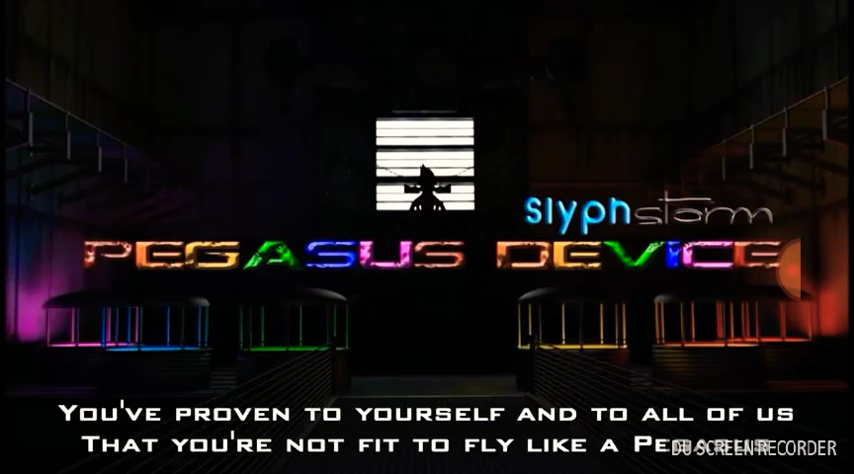 slyphstorm
PEGASUS DEVICE
YOU'VE PROVEN TO YOURSELF AND TO ALL OF US
THAT YOU'RE NOT FIT TO FLY LIKE A PEGASUS
DU SCREEN RECORDER